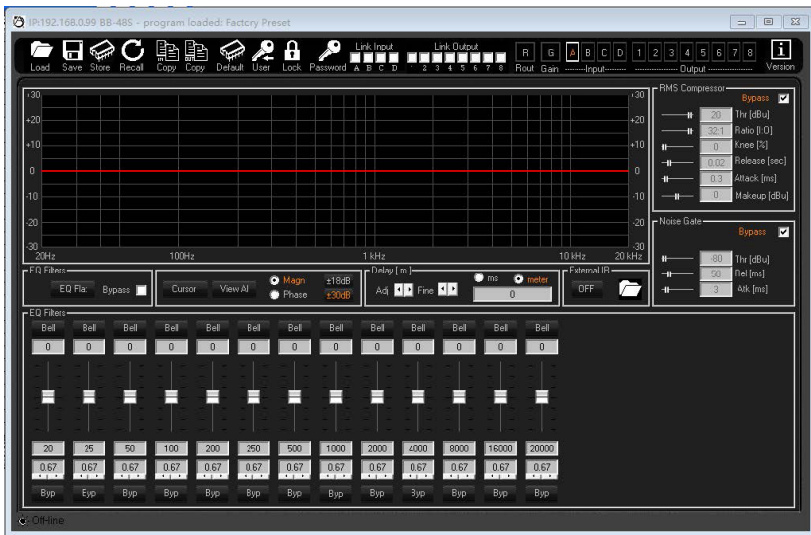 IP:192.168.0.99 BB-48S - program loaded: Factory Preset
Load Save Store Recall Copy Copy Default User Lock Password
Link Input
A B C D
Link Output
2 3 4 5 6 7 8
R G A B C D 1 2 3 4 5 6 7 8
Rout Gain -------Input------- -------Output------- Version
+30 +30
+20 +20
+10 +10
0 0
-10 -10
-20 -20
-30 -30
20Hz 100Hz 1 kHz 10 kHz 20 kHz
RMS Compressor
Bypass
20 Thr [dBu]
32:1 Ratio [I:O]
0 Knee [%]
0.02 Release [sec]
0.3 Attack [ms]
0 Makeup [dBu]
Noise Gate
Bypass
-80 Thr [dBu]
50 Rel [ms]
3 Atk [ms]
EQ Filters
EQ Fla: Bypass
Cursor View Al Magn Phase ±18dB ±30dB
Delay [ m ]
Adj Fine ms meter
0
External IR
OFF
EQ Filters
Bell Bell Bell Bell Bell Bell Bell Bell Bell Bell Bell Bell Bell
0 0 0 0 0 0 0 0 0 0 0 0 0
20 25 50 100 200 250 500 1000 2000 4000 8000 16000 20000
0.67 0.67 0.67 0.67 0.67 0.67 0.67 0.67 0.67 0.67 0.67 0.67 0.67
Byp Byp Byp Byp Byp Byp Byp Byp Byp Byp Byp Byp Byp
Off-line